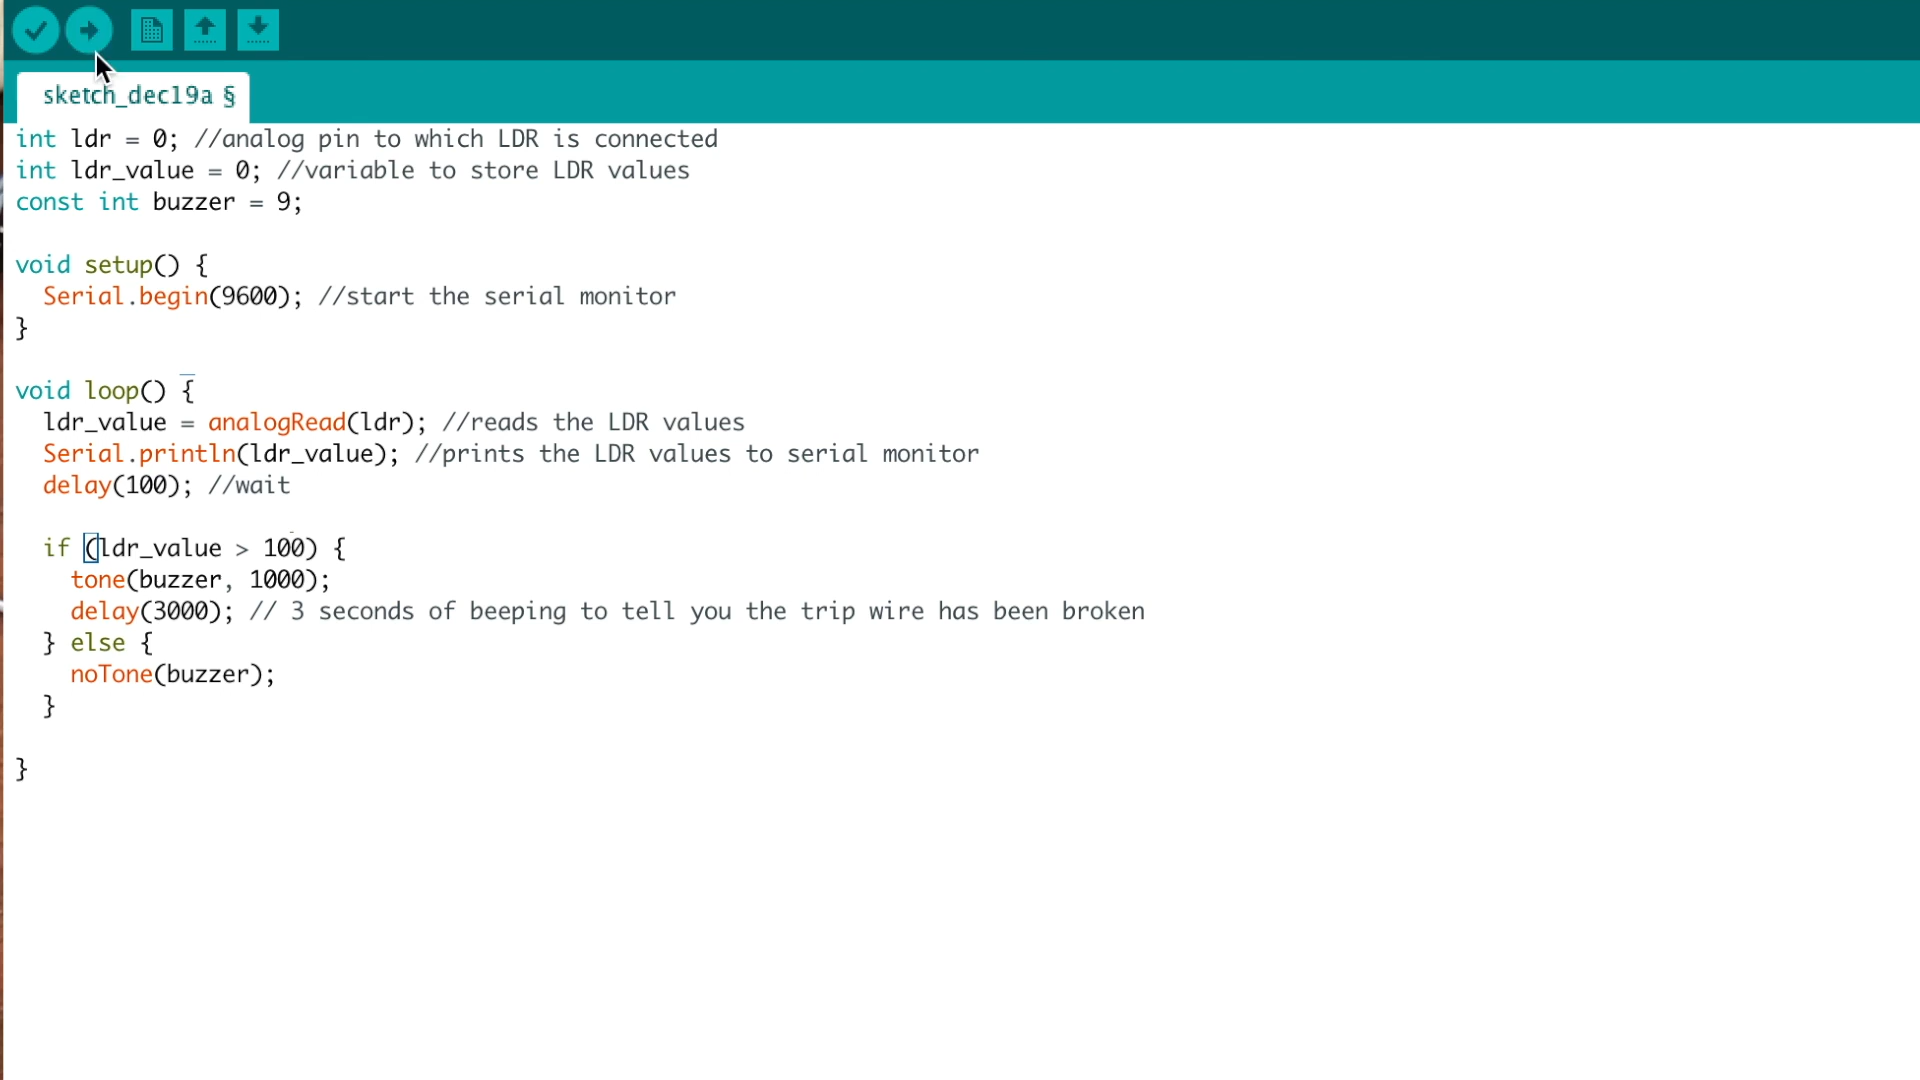 sketch_dec19a §
int ldr = 0; //analog pin to which LDR is connected
int ldr_value = 0; //variable to store LDR values
const int buzzer = 9;
void setup() {
Serial.begin(9600); //start the serial monitor
}
void loop() {
ldr_value = analogRead(ldr); //reads the LDR values
Serial.println(ldr_value); //prints the LDR values to serial monitor
delay(100); //wait
if (ldr_value > 100) {
tone(buzzer, 1000);
delay(3000); // 3 seconds of beeping to tell you the trip wire has been broken
} else {
noTone(buzzer);
}
}